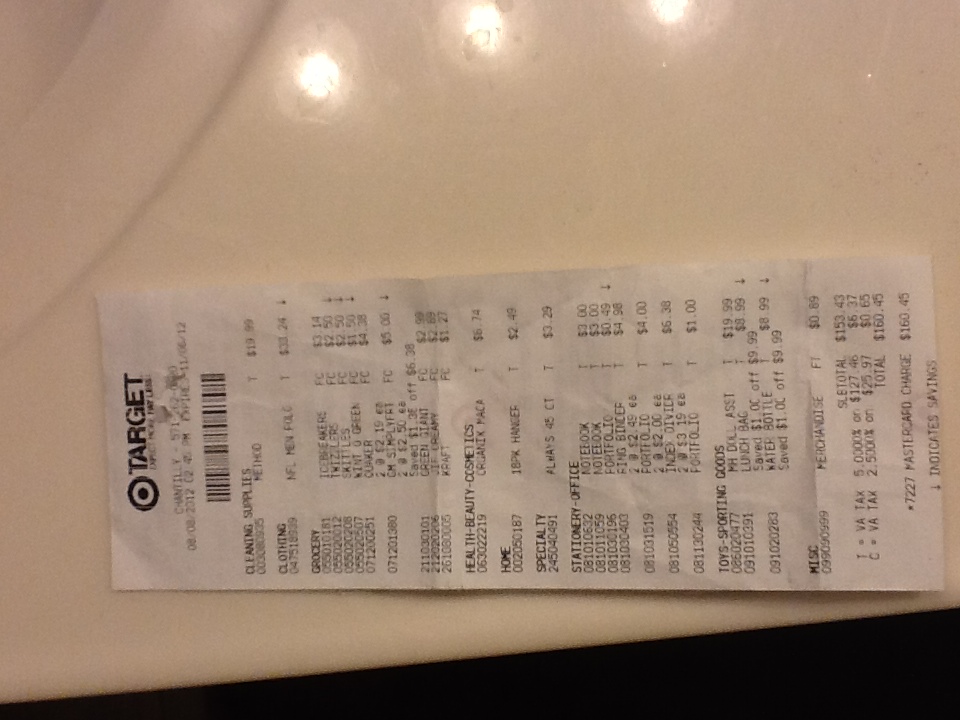 TARGET
EXPECT MORE PAY LESS
CHANTILLY - 571-262-
08/08/2012 02:45 PM EXPIRES 11/06/12
CLEANING SUPPLIES
003080935 METHOD T $19.99
CLOTHING
047518939 NFL MEN POLO T $33.24 ↓
GROCERY
055010181 ICEBREAKERS FC $3.14
055020012 TWIZZLERS FC $2.50 ↓
055020208 SKITTLES FC $2.50 ↓
055020507 WINT O GREEN FC $1.50 ↓
071200251 QUAKER FC $4.38
2 @ $2.19 ea
071201380 GM SIMPLYFRT FC $5.00 ↓
2 @ $2.50 ea
Saved $1.38 off $6.38
211030101 GREEN GIANT FC $2.99
212020206 JIF CREAMY FC $2.69
261080005 KRAFT FC $1.27
HEALTH-BEAUTY-COSMETICS
063022219 ORGANIX MACA T $6.74
HOME
002050187 18PK HANGER T $2.49
SPECIALTY
245040491 ALWAYS 45 CT T $3.29
STATIONERY-OFFICE
081010632 NOTEBOOK T $3.00
081011059 NOTEBOOK T $3.00
081030196 PORTFOLIO T $0.49 ↓
081030403 RING BINDER T $4.98
2 @ $2.49 ea
081031519 PORTFOLIO T $4.00
2 @ $2.00 ea
081050554 INDEX DIVIER T $6.38
2 @ $3.19 ea
081130244 PORTFOLIO T $1.00
TOYS-SPORTING GOODS
086020477 MH DOLL ASST T $19.99
091010391 LUNCH BAG T $8.99 ↓
Saved $1.00 off $9.99
091020283 WATER BOTTLE T $8.99 ↓
Saved $1.00 off $9.99
MISC
099090999 MERCHANDISE FT $0.89
SUBTOTAL $153.43
T = VA TAX 5.0000% on $127.46 $6.37
C = VA TAX 2.5000% on $25.97 $0.65
TOTAL $160.45
*7227 MASTERCARD CHARGE $160.45
↓ INDICATES SAVINGS